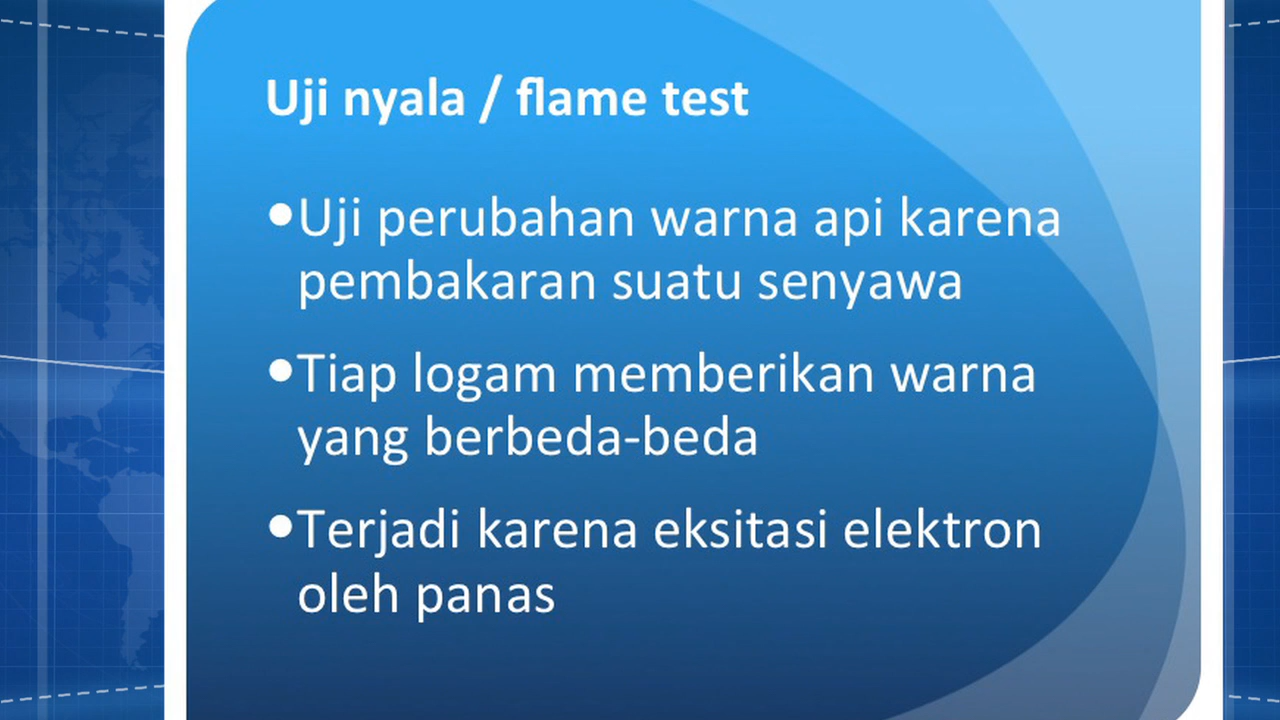 Uji nyala / flame test
•Uji perubahan warna api karena
pembakaran suatu senyawa
•Tiap logam memberikan warna
yang berbeda-beda
•Terjadi karena eksitasi elektron
oleh panas